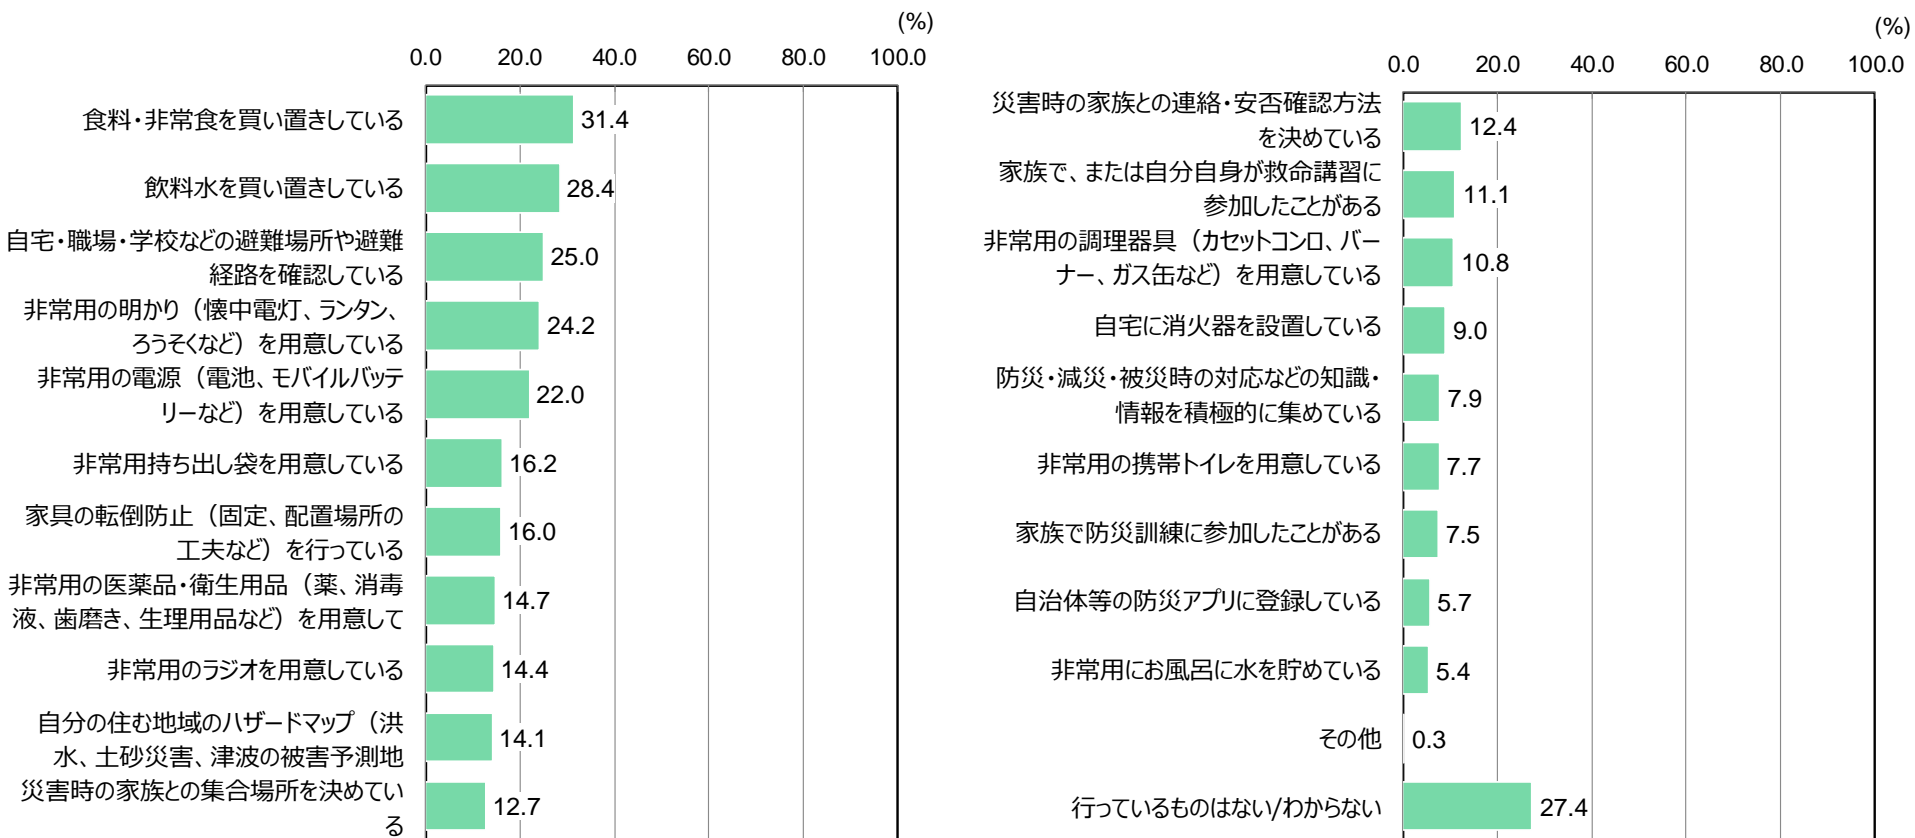 (%)
0.0 20.0 40.0 60.0 80.0 100.0
食料・非常食を買い置きしている 31.4
飲料水を買い置きしている 28.4
自宅・職場・学校などの避難場所や避難
経路を確認している 25.0
非常用の明かり（懐中電灯、ランタン、
ろうそくなど）を用意している 24.2
非常用の電源（電池、モバイルバッテ
リーなど）を用意している 22.0
非常用持ち出し袋を用意している 16.2
家具の転倒防止（固定、配置場所の
工夫など）を行っている 16.0
非常用の医薬品・衛生用品（薬、消毒
液、歯磨き、生理用品など）を用意して 14.7
非常用のラジオを用意している 14.4
自分の住む地域のハザードマップ（洪
水、土砂災害、津波の被害予測地 14.1
災害時の家族との集合場所を決めてい
る 12.7
(%)
0.0 20.0 40.0 60.0 80.0 100.0
災害時の家族との連絡・安否確認方法
を決めている 12.4
家族で、または自分自身が救命講習に
参加したことがある 11.1
非常用の調理器具（カセットコンロ、バー
ナー、ガス缶など）を用意している 10.8
自宅に消火器を設置している 9.0
防災・減災・被災時の対応などの知識・
情報を積極的に集めている 7.9
非常用の携帯トイレを用意している 7.7
家族で防災訓練に参加したことがある 7.5
自治体等の防災アプリに登録している 5.7
非常用にお風呂に水を貯めている 5.4
その他 0.3
行っているものはない/わからない 27.4